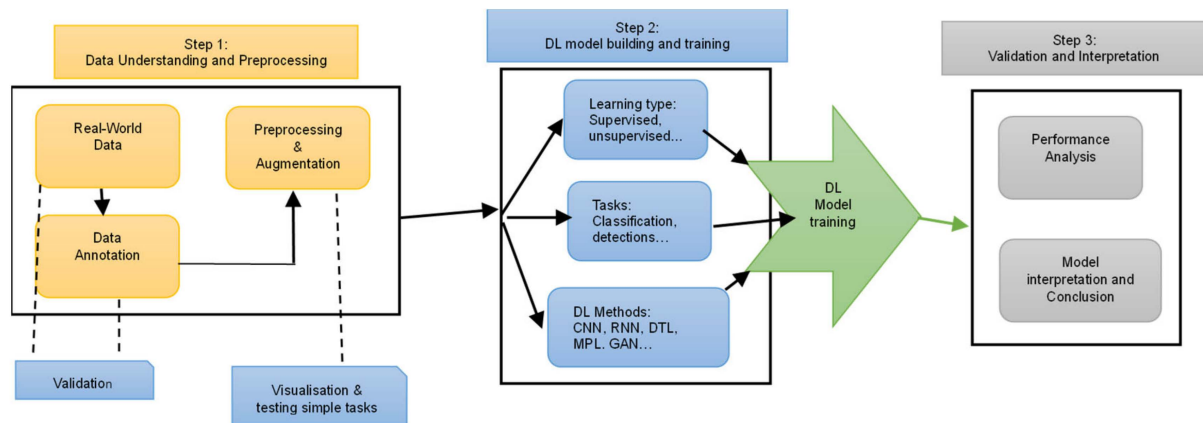 Step 1:
Data Understanding and Preprocessing
Real-World
Data
Preprocessing
&
Augmentation
Data
Annotation
Validation
Visualisation &
testing simple tasks
Step 2:
DL model building and training
Learning type:
Supervised,
unsupervised...
Tasks:
Classification,
detections...
DL Methods:
CNN, RNN, DTL,
MPL. GAN...
DL
Model
training
Step 3:
Validation and Interpretation
Performance
Analysis
Model
interpretation and
Conclusion